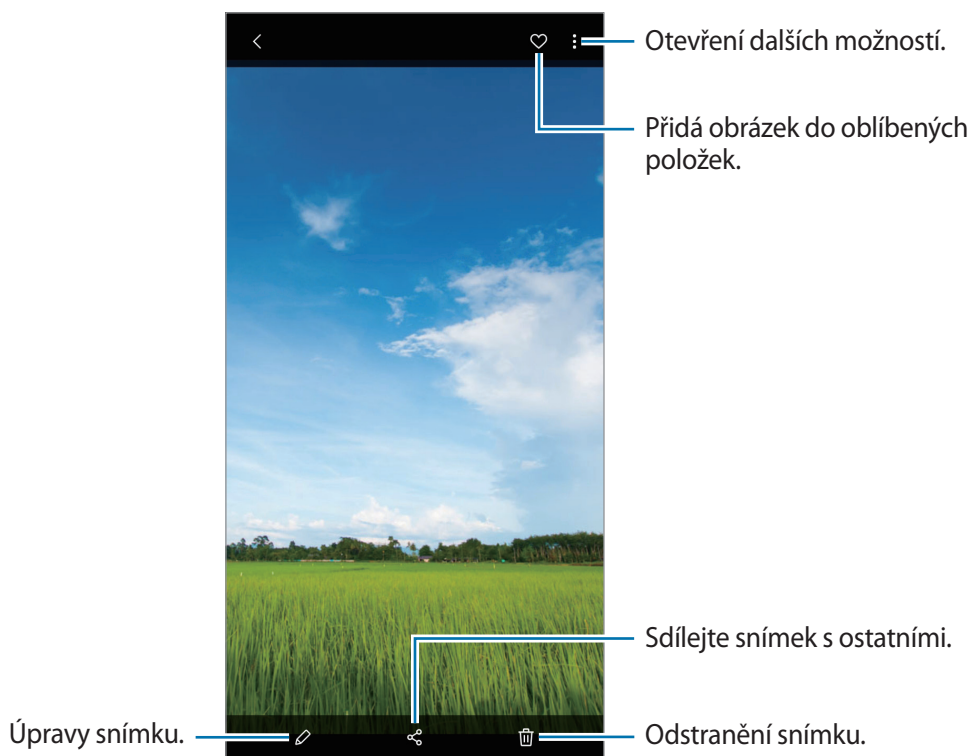 Otevření dalších možností.
Přidá obrázek do oblíbených
položek.
Sdílejte snímek s ostatními.
Úpravy snímku.
Odstranění snímku.